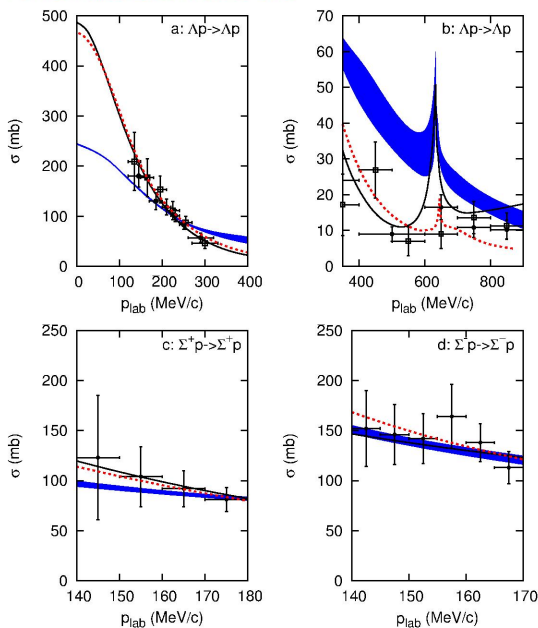 a: Λp->Λp
σ (mb)
500
400
300
200
100
0
0 100 200 300 400
p_lab (MeV/c)
b: Λp->Λp
σ (mb)
70
60
50
40
30
20
10
0
400 600 800
p_lab (MeV/c)
c: Σ⁺p->Σ⁺p
σ (mb)
250
200
150
100
50
0
140 150 160 170 180
p_lab (MeV/c)
d: Σ⁻p->Σ⁻p
σ (mb)
250
200
150
100
50
0
140 150 160 170
p_lab (MeV/c)